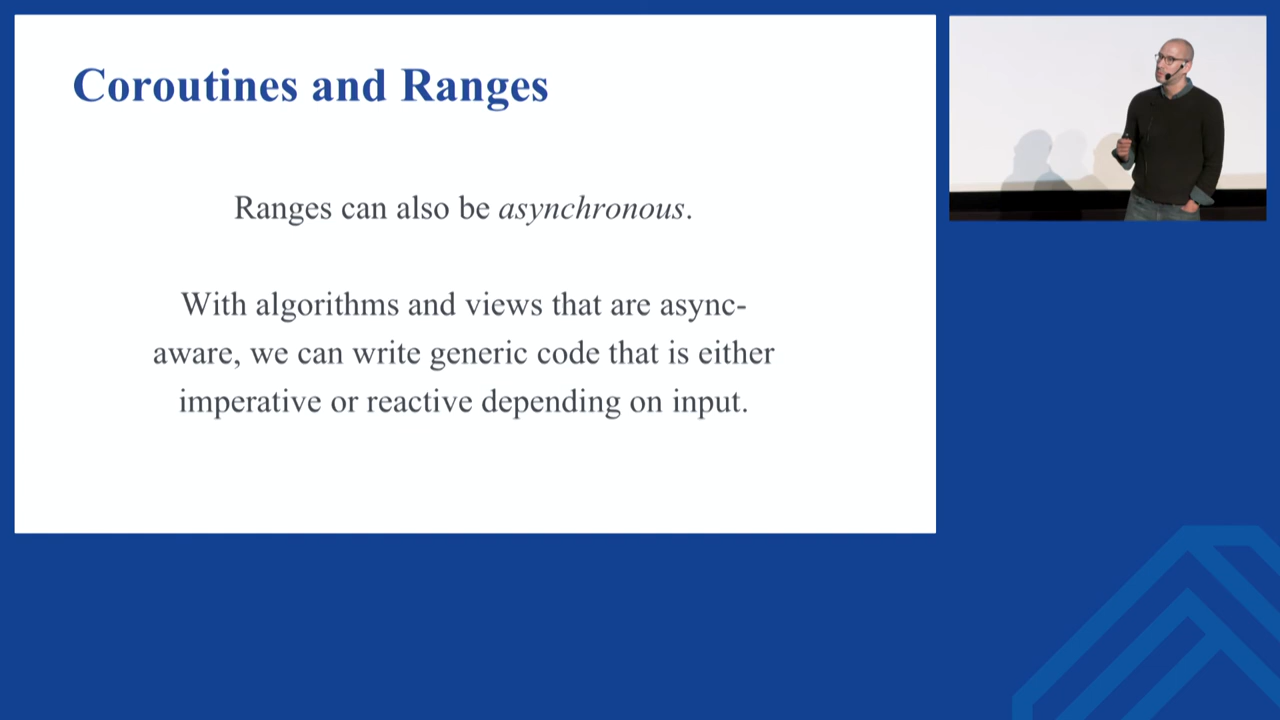 Coroutines and Ranges
Ranges can also be asynchronous.
With algorithms and views that are async-
aware, we can write generic code that is either
imperative or reactive depending on input.